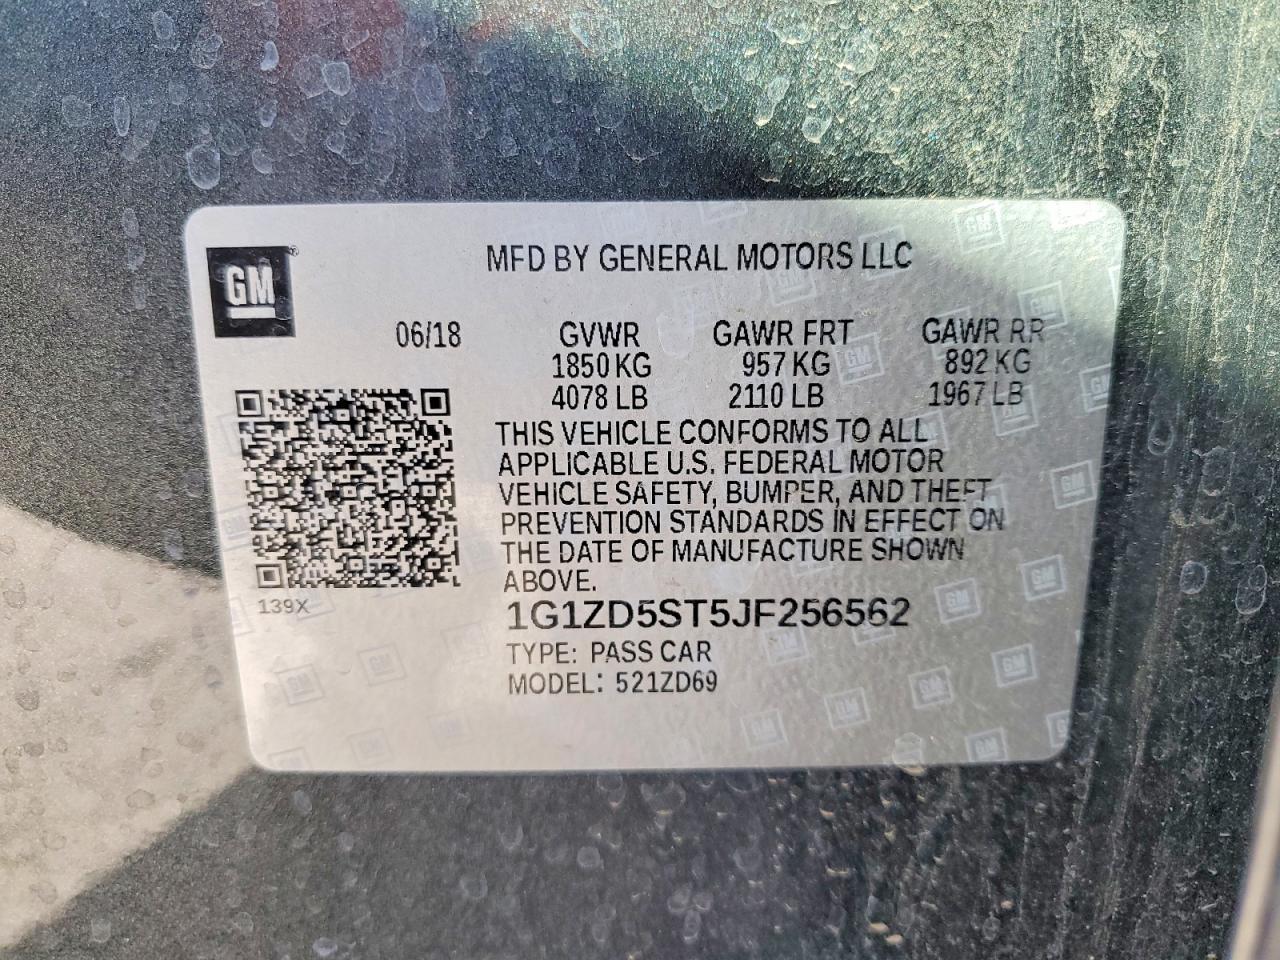 GM
MFD BY GENERAL MOTORS LLC
06/18 GVWR GAWR FRT GAWR RR
1850 KG 957 KG 892 KG
4078 LB 2110 LB 1967 LB
THIS VEHICLE CONFORMS TO ALL
APPLICABLE U.S. FEDERAL MOTOR
VEHICLE SAFETY, BUMPER, AND THEFT
PREVENTION STANDARDS IN EFFECT ON
THE DATE OF MANUFACTURE SHOWN
ABOVE.
139X
1G1ZD5ST5JF256562
TYPE: PASS CAR
MODEL: 521ZD69